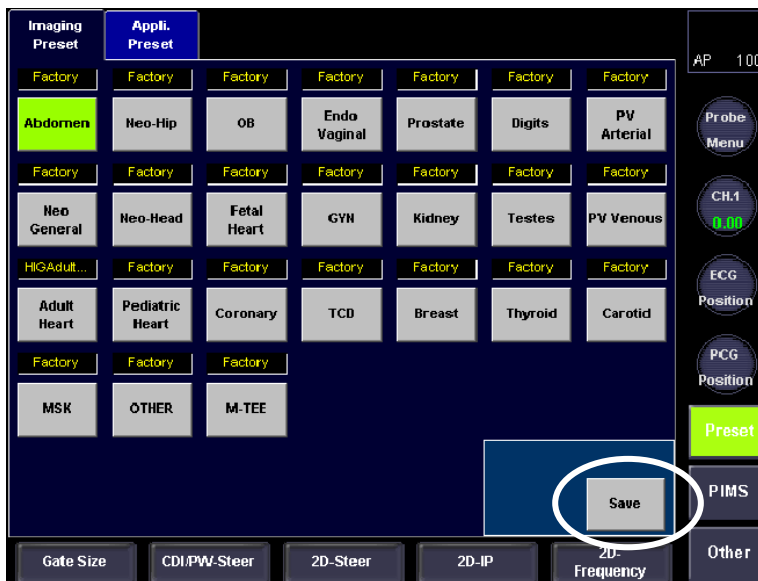 Imaging
Preset
Appli.
Preset
AP 100
Factory Factory Factory Factory Factory Factory Factory
Abdomen
Neo-Hip
OB
Endo
Vaginal
Prostate
Digits
PV
Arterial
Factory Factory Factory Factory Factory Factory Factory
Neo
General
Neo-Head
Fetal
Heart
GYN
Kidney
Testes
PV Venous
HIGAdult... Factory Factory Factory Factory Factory Factory
Adult
Heart
Pediatric
Heart
Coronary
TCD
Breast
Thyroid
Carotid
Factory Factory Factory
MSK
OTHER
M-TEE
Save
Probe
Menu
CH.1
0.00
ECG
Position
PCG
Position
Preset
PIMS
Other
Gate Size
CDI/PW-Steer
2D-Steer
2D-IP
2D-
Frequency